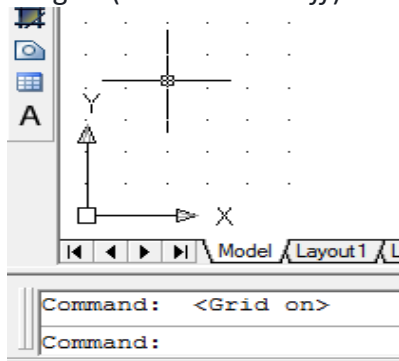 A
Y
X
Model Layout1
Command: <Grid on>
Command: